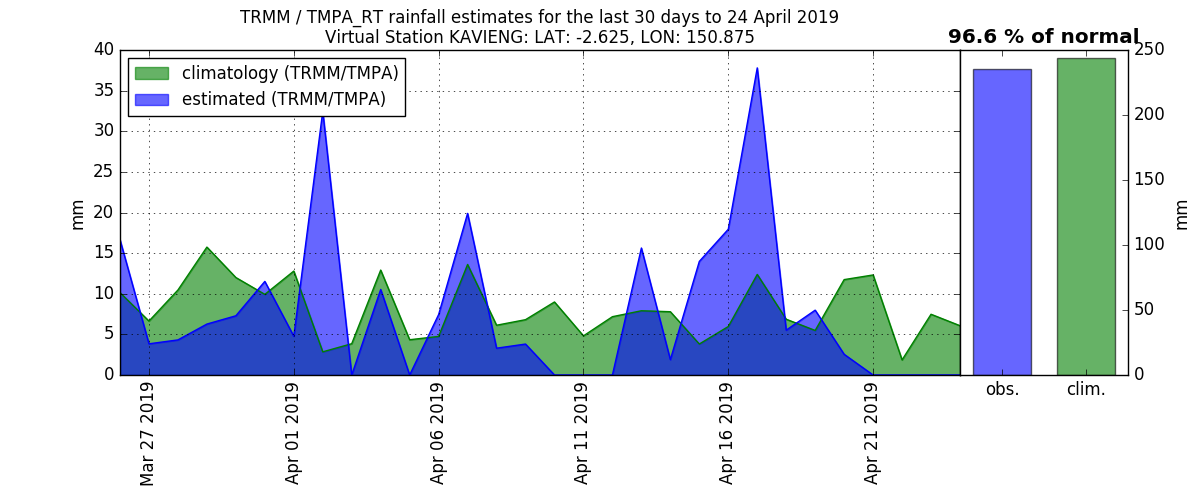 TRMM / TMPA_RT rainfall estimates for the last 30 days to 24 April 2019
Virtual Station KAVIENG: LAT: -2.625, LON: 150.875
96.6 % of normal
climatology (TRMM/TMPA)
estimated (TRMM/TMPA)
mm
40
35
30
25
20
15
10
5
0
Mar 27 2019
Apr 01 2019
Apr 06 2019
Apr 11 2019
Apr 16 2019
Apr 21 2019
obs.
clim.
250
200
150
100
50
0
mm